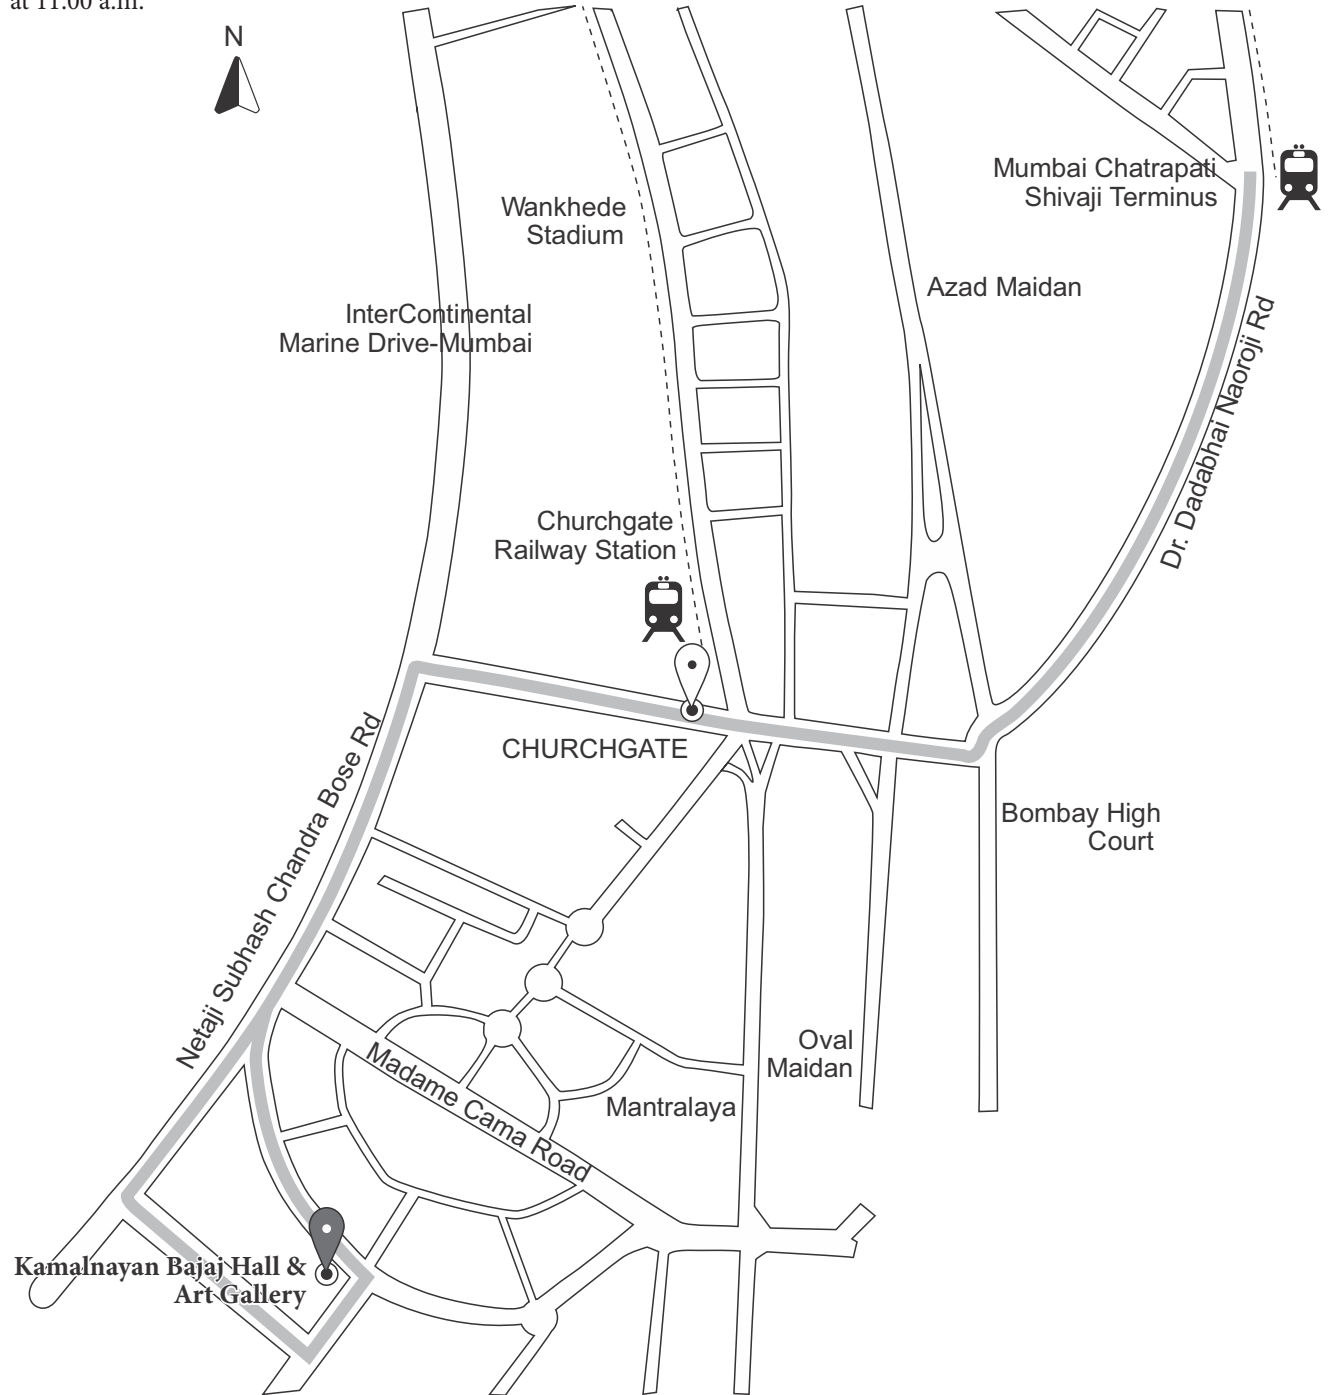 at 11.00 a.m.
N
Mumbai Chatrapati
Shivaji Terminus
Wankhede
Stadium
Azad Maidan
InterContinental
Marine Drive-Mumbai
Dr. Dadabhai Naoroji Rd
Churchgate
Railway Station
CHURCHGATE
Netaji Subhash Chandra Bose Rd
Bombay High
Court
Oval
Maidan
Madame Cama Road
Mantralaya
Kamalnayan Bajaj Hall &
Art Gallery